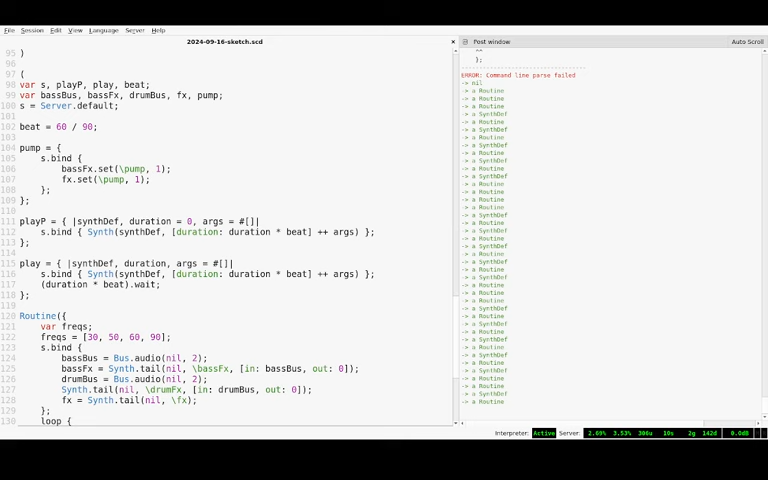 File Session Edit View Language Server Help
2024-09-16-sketch.scd
95 )
96
97 (
98 var s, playP, play, beat;
99 var bassBus, bassFx, drumBus, fx, pump;
100 s = Server.default;
101
102 beat = 60 / 90;
103
104 pump = {
105 s.bind {
106 bassFx.set(\pump, 1);
107 fx.set(\pump, 1);
108 };
109 };
110
111 playP = { |synthDef, duration = 0, args = #[]|
112 s.bind { Synth(synthDef, [duration: duration * beat] ++ args) };
113 };
114
115 play = { |synthDef, duration, args = #[]|
116 s.bind { Synth(synthDef, [duration: duration * beat] ++ args) };
117 (duration * beat).wait;
118 };
119
120 Routine({
121 var freqs;
122 freqs = [30, 50, 60, 90];
123 s.bind {
124 bassBus = Bus.audio(nil, 2);
125 bassFx = Synth.tail(nil, \bassFx, [in: bassBus, out: 0]);
126 drumBus = Bus.audio(nil, 2);
127 Synth.tail(nil, \drumFx, [in: drumBus, out: 0]);
128 fx = Synth.tail(nil, \fx);
129 };
130 loop {
Post window Auto Scroll
^^
};
-----------------------------------
ERROR: Command line parse failed
-> nil
-> a Routine
-> a Routine
-> a Routine
-> a SynthDef
-> a Routine
-> a SynthDef
-> a Routine
-> a SynthDef
-> a Routine
-> a SynthDef
-> a Routine
-> a SynthDef
-> a Routine
-> a Routine
-> a Routine
-> a Routine
-> a SynthDef
-> a Routine
-> a SynthDef
-> a Routine
-> a SynthDef
-> a Routine
-> a SynthDef
-> a Routine
-> a SynthDef
-> a Routine
-> a Routine
-> a Routine
-> a SynthDef
-> a Routine
-> a SynthDef
-> a Routine
-> a SynthDef
-> a Routine
-> a SynthDef
-> a Routine
-> a SynthDef
-> a Routine
-> a Routine
-> a SynthDef
-> a Routine
Interpreter: Active Server: 2.69% 3.53% 306u 10s 2g 142d 0.0dB